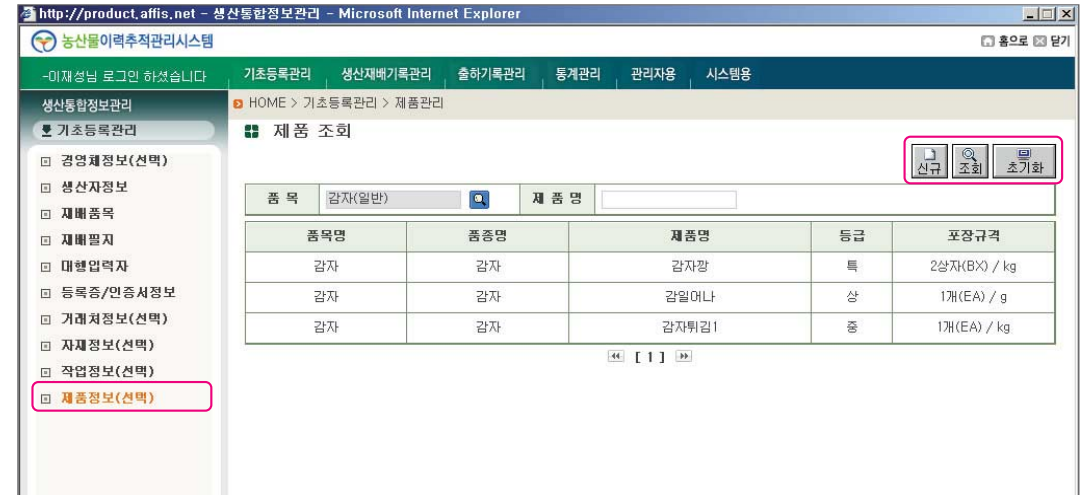 http://product.affis.net - 생산통합정보관리 - Microsoft Internet Explorer
농산물이력추적관리시스템
홈으로 닫기
-이재성님 로그인 하셨습니다
기초등록관리 생산재배기록관리 출하기록관리 통계관리 관리자용 시스템용
생산통합정보관리
HOME > 기초등록관리 > 제품관리
기초등록관리
제품 조회
신규 조회 초기화
경영체정보(선택)
생산자정보
재배품목
재배필지
대행입력자
등록증/인증서정보
거래처정보(선택)
자재정보(선택)
작업정보(선택)
제품정보(선택)
품 목 감자(일반) 제 품 명
품목명 품종명 제품명 등급 포장규격
감자 감자 감자깡 특 2상자(BX) / kg
감자 감자 감일어나 상 1개(EA) / g
감자 감자 감자튀김1 중 1개(EA) / kg
[ 1 ]